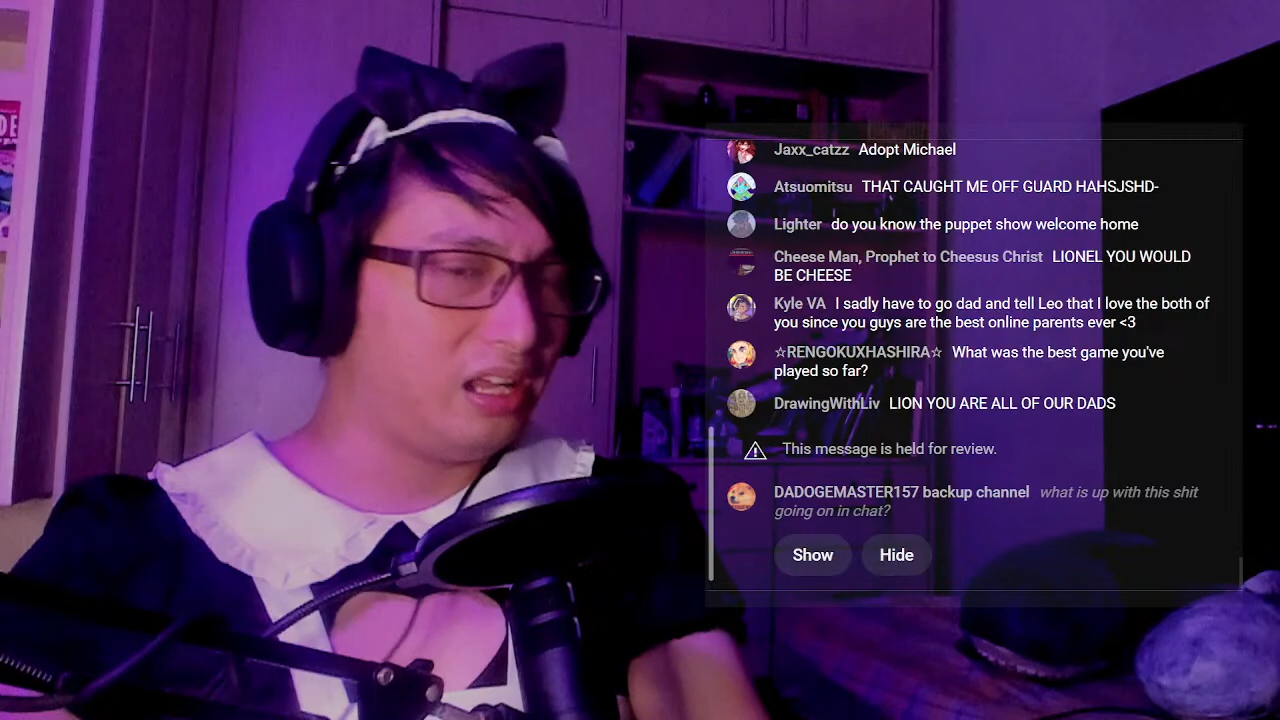 DE
Jaxx_catzz Adopt Michael
Atsuomitsu THAT CAUGHT ME OFF GUARD HAHSJSHD-
Lighter do you know the puppet show welcome home
Cheese Man, Prophet to Cheesus Christ LIONEL YOU WOULD
BE CHEESE
Kyle VA I sadly have to go dad and tell Leo that I love the both of
you since you guys are the best online parents ever <3
☆RENGOKUXHASHIRA☆ What was the best game you've
played so far?
DrawingWithLiv LION YOU ARE ALL OF OUR DADS
This message is held for review.
DADOGEMASTER157 backup channel what is up with this shit
going on in chat?
Show Hide